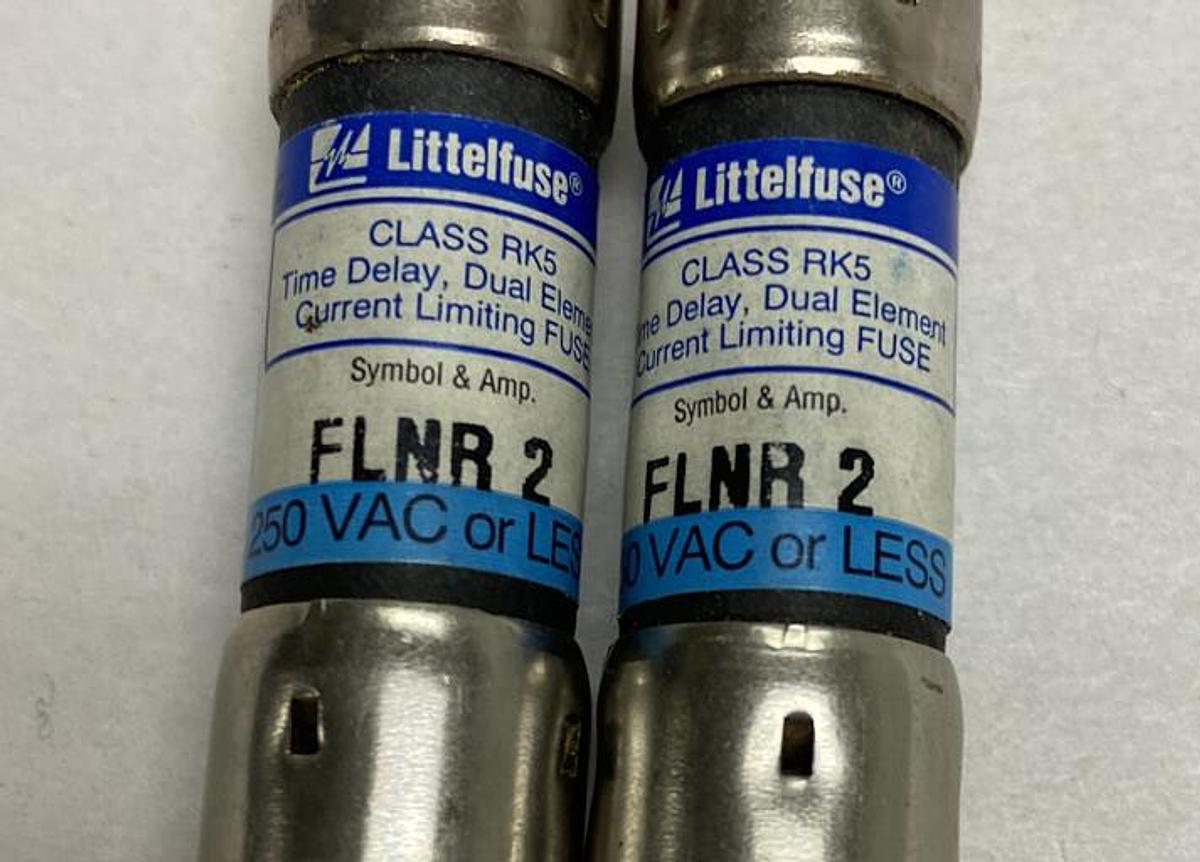 Littelfuse®
CLASS RK5
Time Delay, Dual Eleme
Current Limiting FUSE
Symbol & Amp.
FLNR 2
250 VAC or LES
Littelfuse®
CLASS RK5
me Delay, Dual Element
Current Limiting FUSE
Symbol & Amp.
FLNR 2
0 VAC or LESS